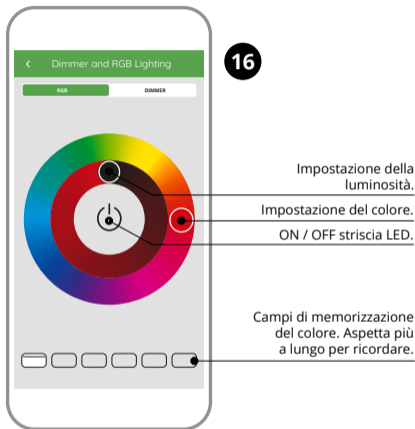 Dimmer and RGB Lighting
RGB
DIMMER
16
Impostazione della
luminosità.
Impostazione del colore.
ON / OFF striscia LED.
Campi di memorizzazione
del colore. Aspetta più
a lungo per ricordare.